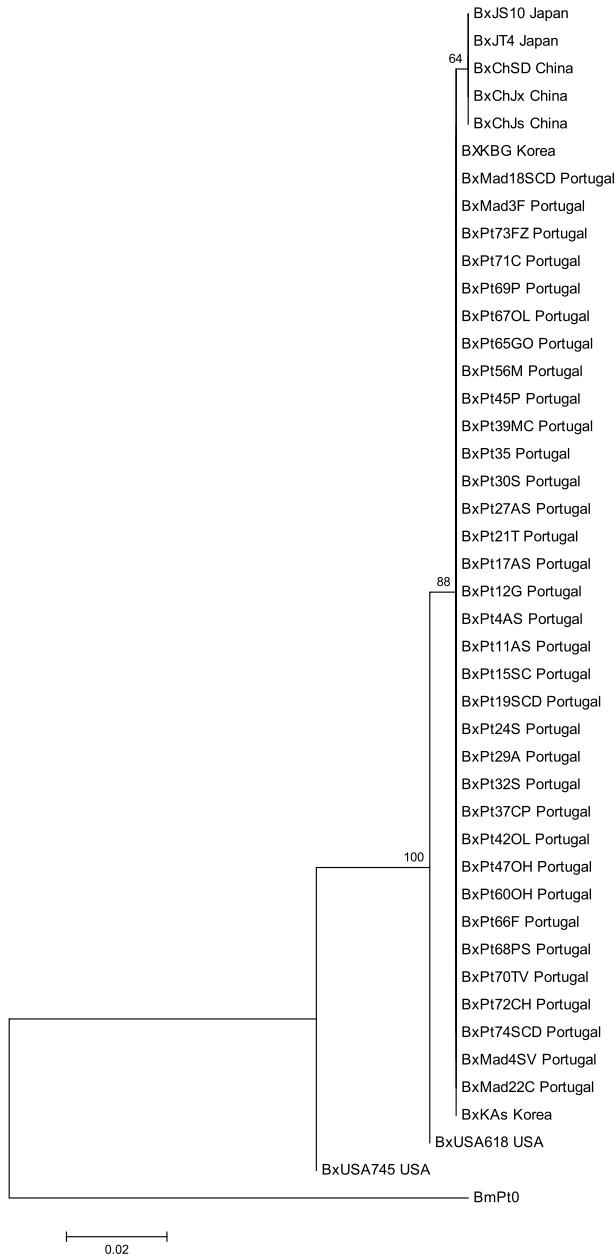 BxJS10 Japan
BxJT4 Japan
64
BxChSD China
BxChJx China
BxChJs China
BXKBG Korea
BxMad18SCD Portugal
BxMad3F Portugal
BxPt73FZ Portugal
BxPt71C Portugal
BxPt69P Portugal
BxPt67OL Portugal
BxPt65GO Portugal
BxPt56M Portugal
BxPt45P Portugal
BxPt39MC Portugal
BxPt35 Portugal
BxPt30S Portugal
BxPt27AS Portugal
BxPt21T Portugal
BxPt17AS Portugal
88
BxPt12G Portugal
BxPt4AS Portugal
BxPt11AS Portugal
BxPt15SC Portugal
BxPt19SCD Portugal
BxPt24S Portugal
BxPt29A Portugal
BxPt32S Portugal
BxPt37CP Portugal
BxPt42OL Portugal
100
BxPt47OH Portugal
BxPt60OH Portugal
BxPt66F Portugal
BxPt68PS Portugal
BxPt70TV Portugal
BxPt72CH Portugal
BxPt74SCD Portugal
BxMad4SV Portugal
BxMad22C Portugal
BxKAs Korea
BxUSA618 USA
BxUSA745 USA
BmPt0
0.02